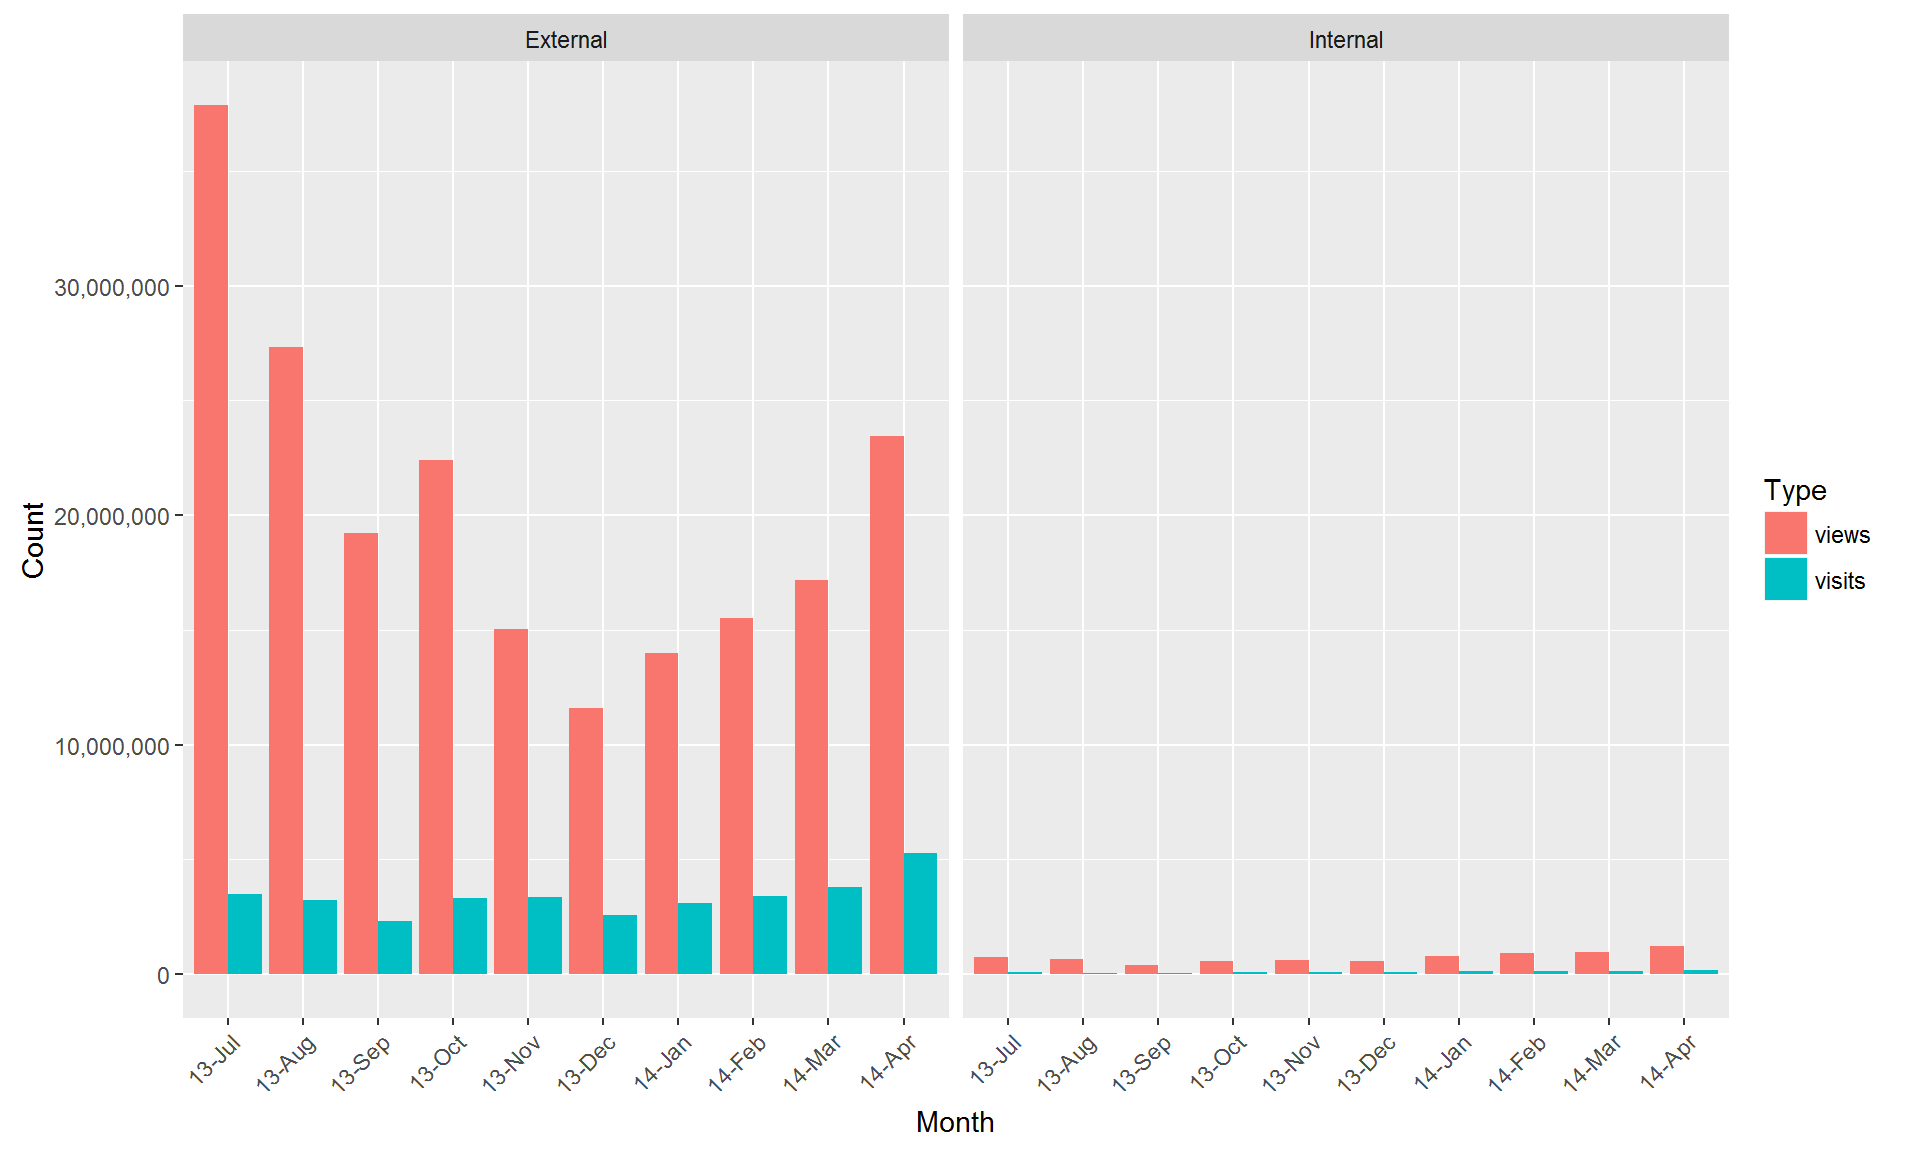 External
Internal
Count
30,000,000
20,000,000
10,000,000
0
13-Jul
13-Aug
13-Sep
13-Oct
13-Nov
13-Dec
14-Jan
14-Feb
14-Mar
14-Apr
13-Jul
13-Aug
13-Sep
13-Oct
13-Nov
13-Dec
14-Jan
14-Feb
14-Mar
14-Apr
Month
Type
views
visits